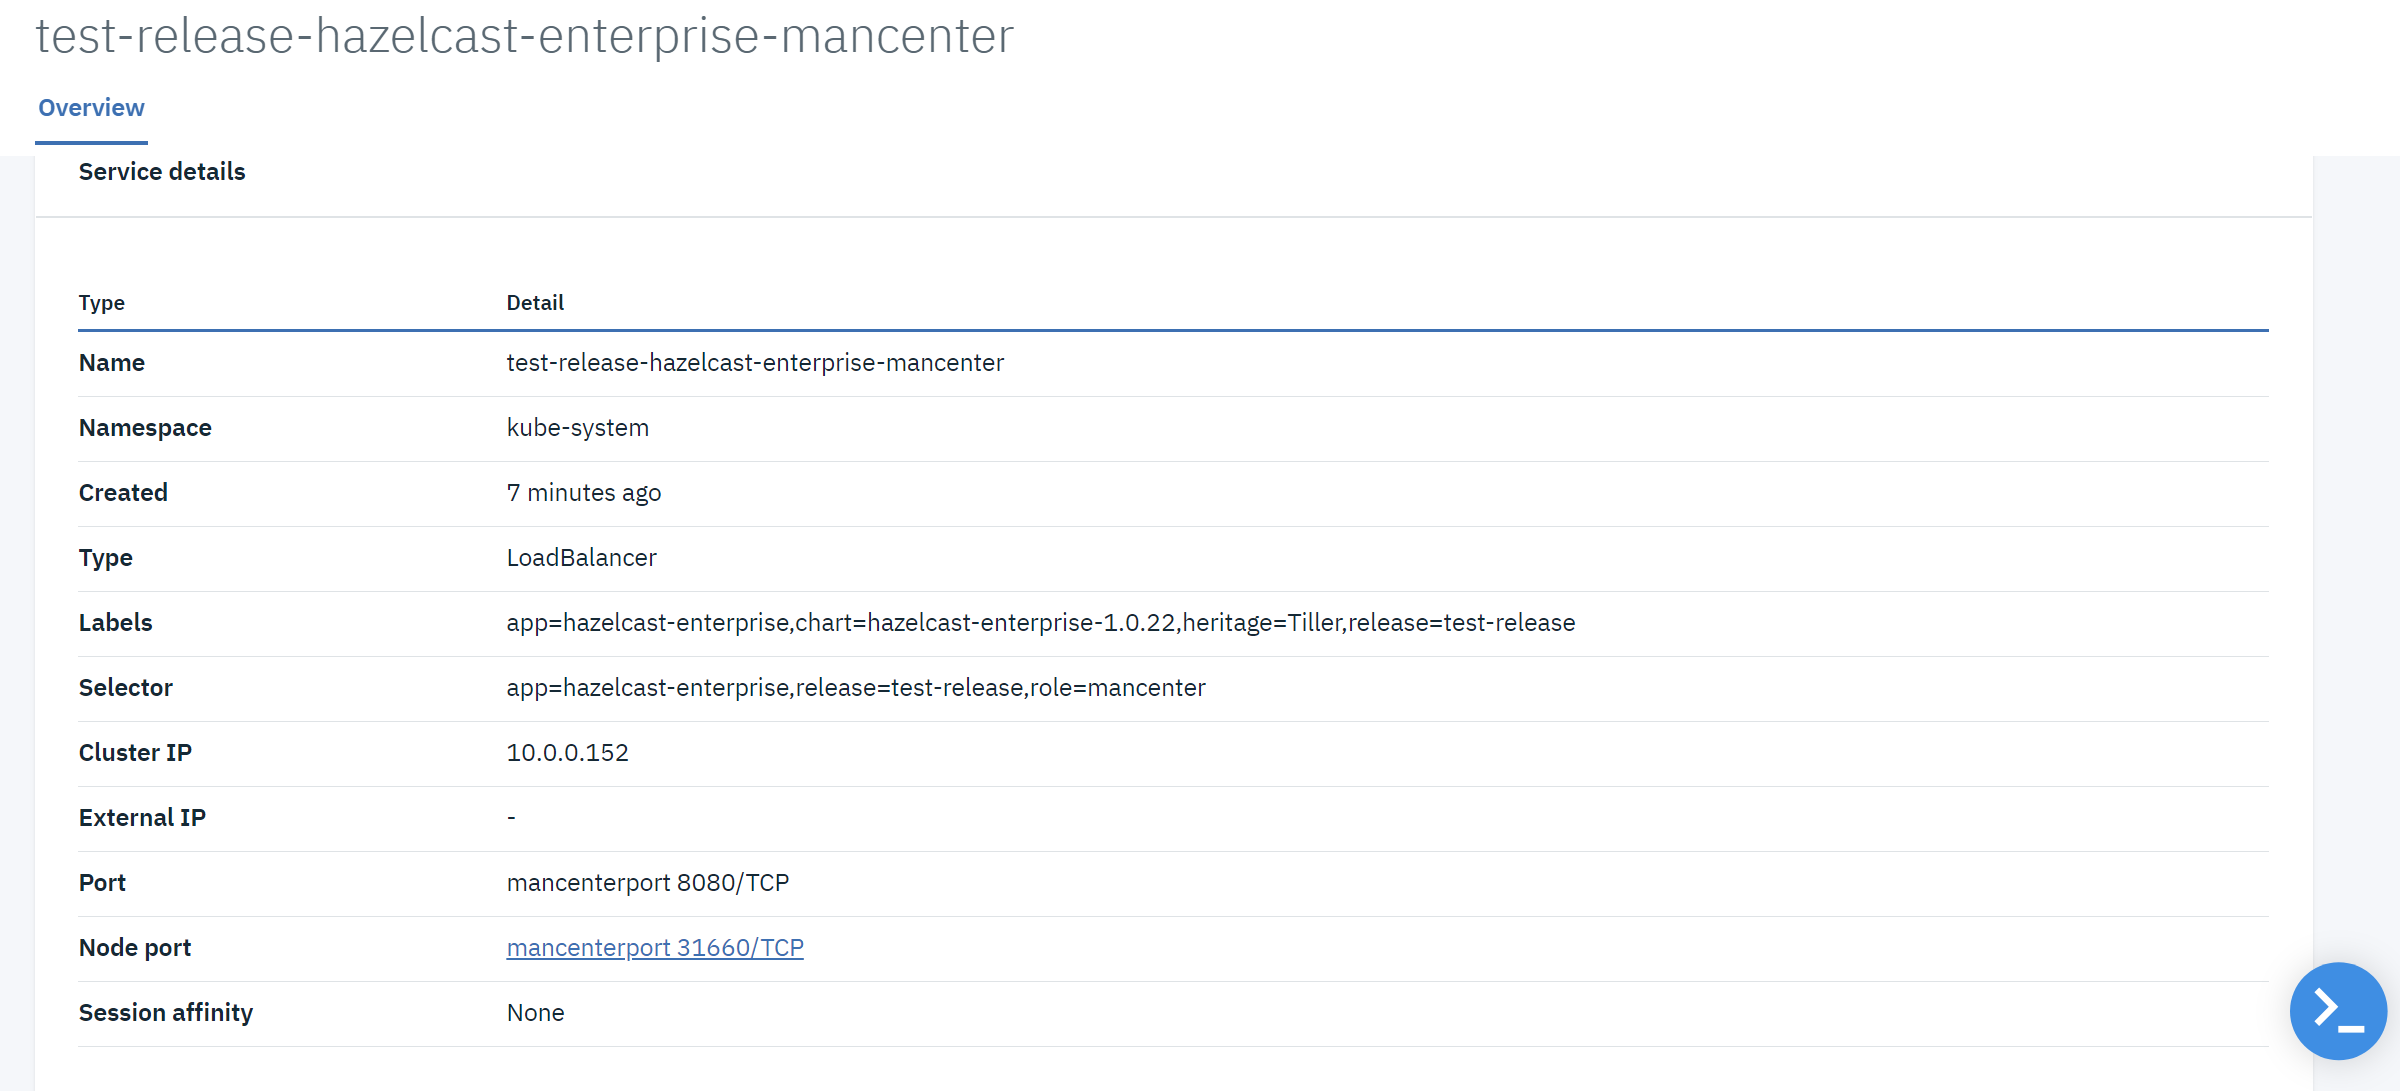 test-release-hazelcast-enterprise-mancenter
Overview
Service details
Type Detail
Name test-release-hazelcast-enterprise-mancenter
Namespace kube-system
Created 7 minutes ago
Type LoadBalancer
Labels app=hazelcast-enterprise,chart=hazelcast-enterprise-1.0.22,heritage=Tiller,release=test-release
Selector app=hazelcast-enterprise,release=test-release,role=mancenter
Cluster IP 10.0.0.152
External IP -
Port mancenterport 8080/TCP
Node port mancenterport 31660/TCP
Session affinity None